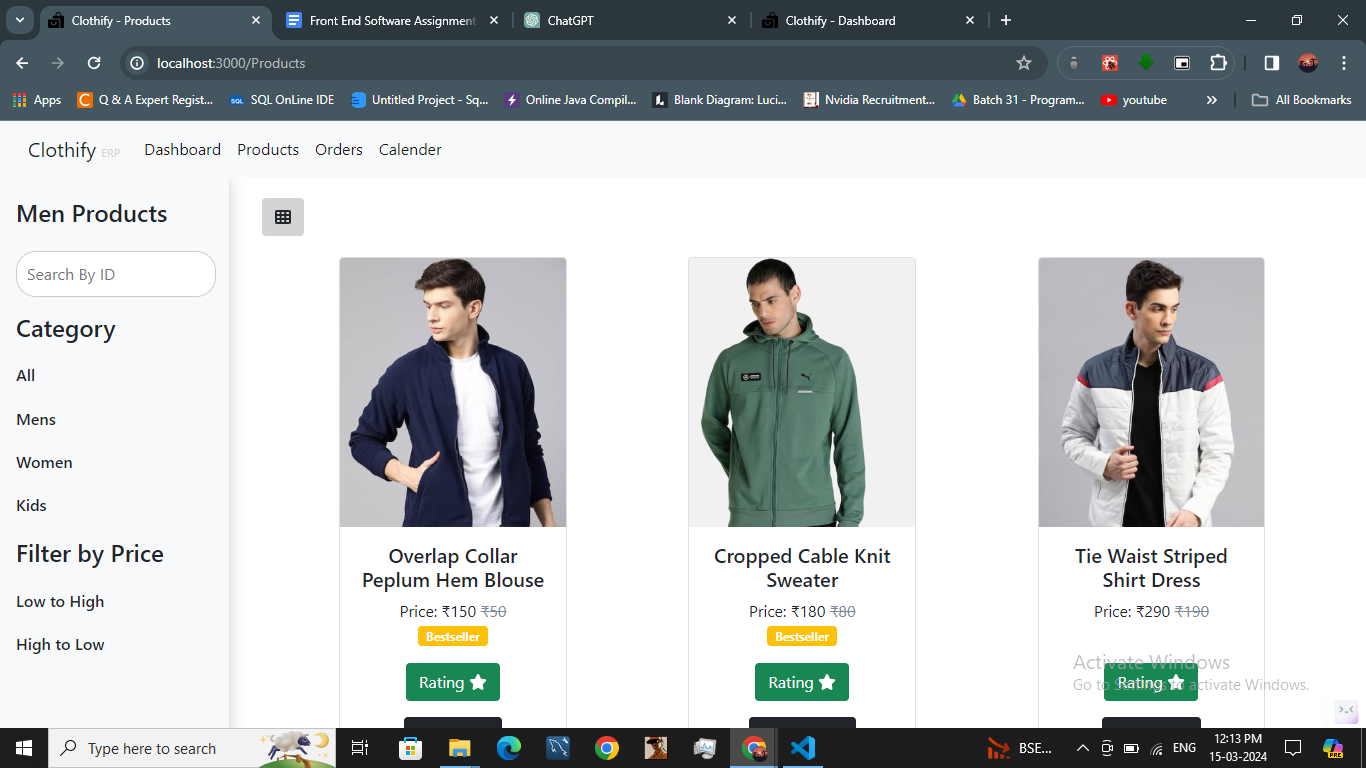 Clothify - Products
Front End Software Assignment
ChatGPT
Clothify - Dashboard
localhost:3000/Products
Apps
Q & A Expert Regist...
SQL OnLine IDE
Untitled Project - Sq...
Online Java Compil...
Blank Diagram: Luci...
Nvidia Recruitment...
Batch 31 - Program...
youtube
All Bookmarks
Clothify ERP
Dashboard
Products
Orders
Calender
Men Products
Search By ID
Category
All
Mens
Women
Kids
Filter by Price
Low to High
High to Low
Overlap Collar
Peplum Hem Blouse
Price: ₹150 ₹50
Bestseller
Rating
Cropped Cable Knit
Sweater
Price: ₹180 ₹80
Bestseller
Rating
Tie Waist Striped
Shirt Dress
Price: ₹290 ₹190
Rating
Activate Windows
Go to Settings to activate Windows.
Type here to search
BSE...
ENG
12:13 PM
15-03-2024